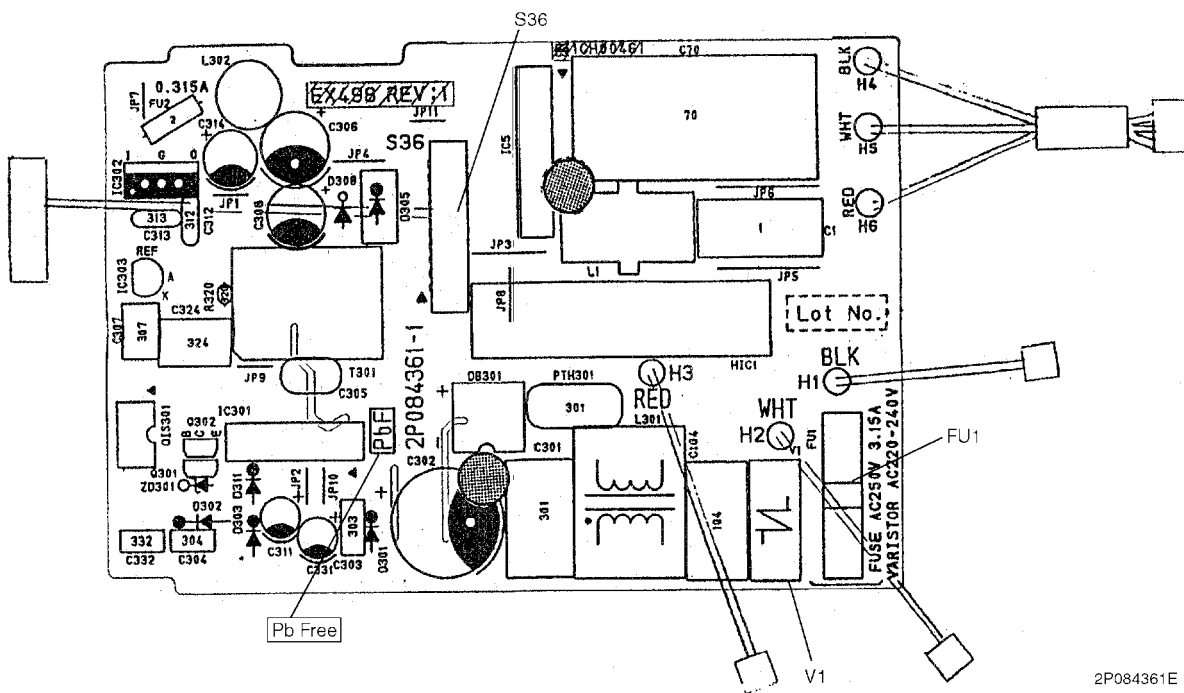 S36
L302
0.315A
JP7
FU2
2
C314
EX498 REV:1
JP11
C306
S36
JP4
IC302
I G O
JP1
313
C313
312
C312
C308
D308
D305
REF
IC303
A
K
R320
C307
307
C324
324
JP9
T301
C305
C70
70
IC5
JP6
1
C1
L1
JP3
JP5
JP8
HIC1
BLK
H4
WHT
H5
RED
H6
Lot No.
BLK
H1
H3
RED
WHT
H2
2P084361-1
DB301
PTH301
301
L301
C104
V1
FU1
FU1
FUSE AC250V 3.15A
VARISTOR AC220-240V
Q302
B C E
IC301
PbF
C302
C301
301
104
Q301
ZD301
D311
JP2
JP10
D302
D303
332
C332
304
C304
C311
C331
303
C303
D301
Pb Free
V1
2P084361E